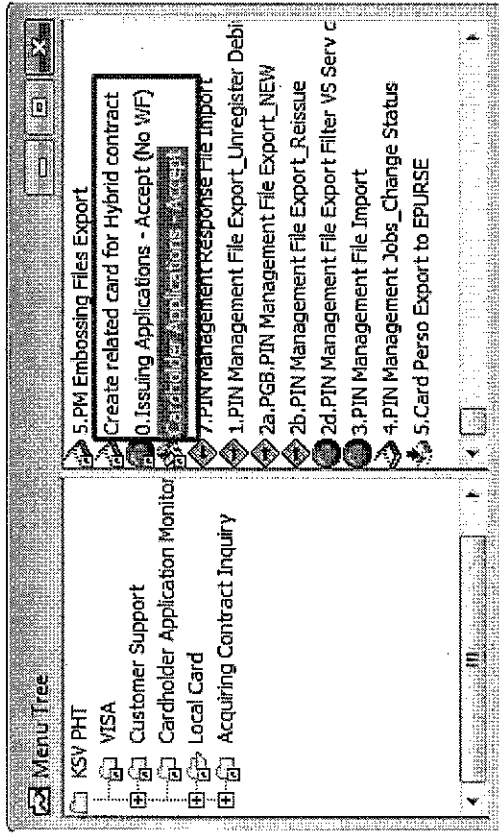 Menu Tree
KSV PHT
VISA
Customer Support
Cardholder Application Monitor
Local Card
Acquiring Contract Inquiry
5.PM Embossing Files Export
Create related card for Hybrid contract
0.Issuing Applications - Accept (No WF)
Cardholder Applications - Accept
7.PIN Management Response File Import
1.PIN Management File Export_Unregister Debi
2a.PGB.PIN Management File Export_NEW
2b.PIN Management File Export_Reissue
2d.PIN Management File Export Filter VS Serv c
3.PIN Management File Import
4.PIN Management Jobs_Change Status
5.Card Perso Export to EPURSE